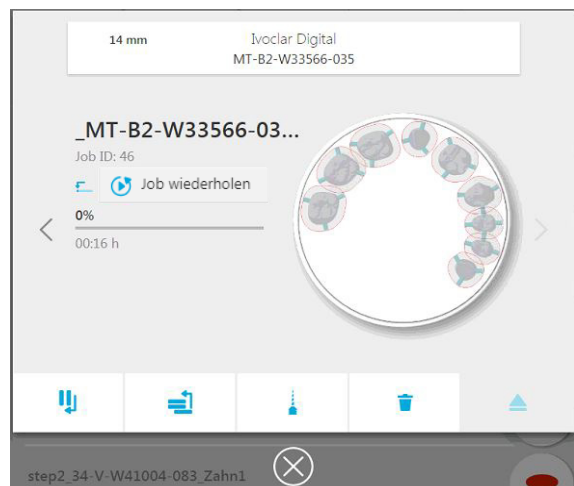 14 mm
Ivoclar Digital
MT-B2-W33566-035
_MT-B2-W33566-03...
Job ID: 46
Job wiederholen
0%
00:16 h
step2_34-V-W41004-083_Zahn1